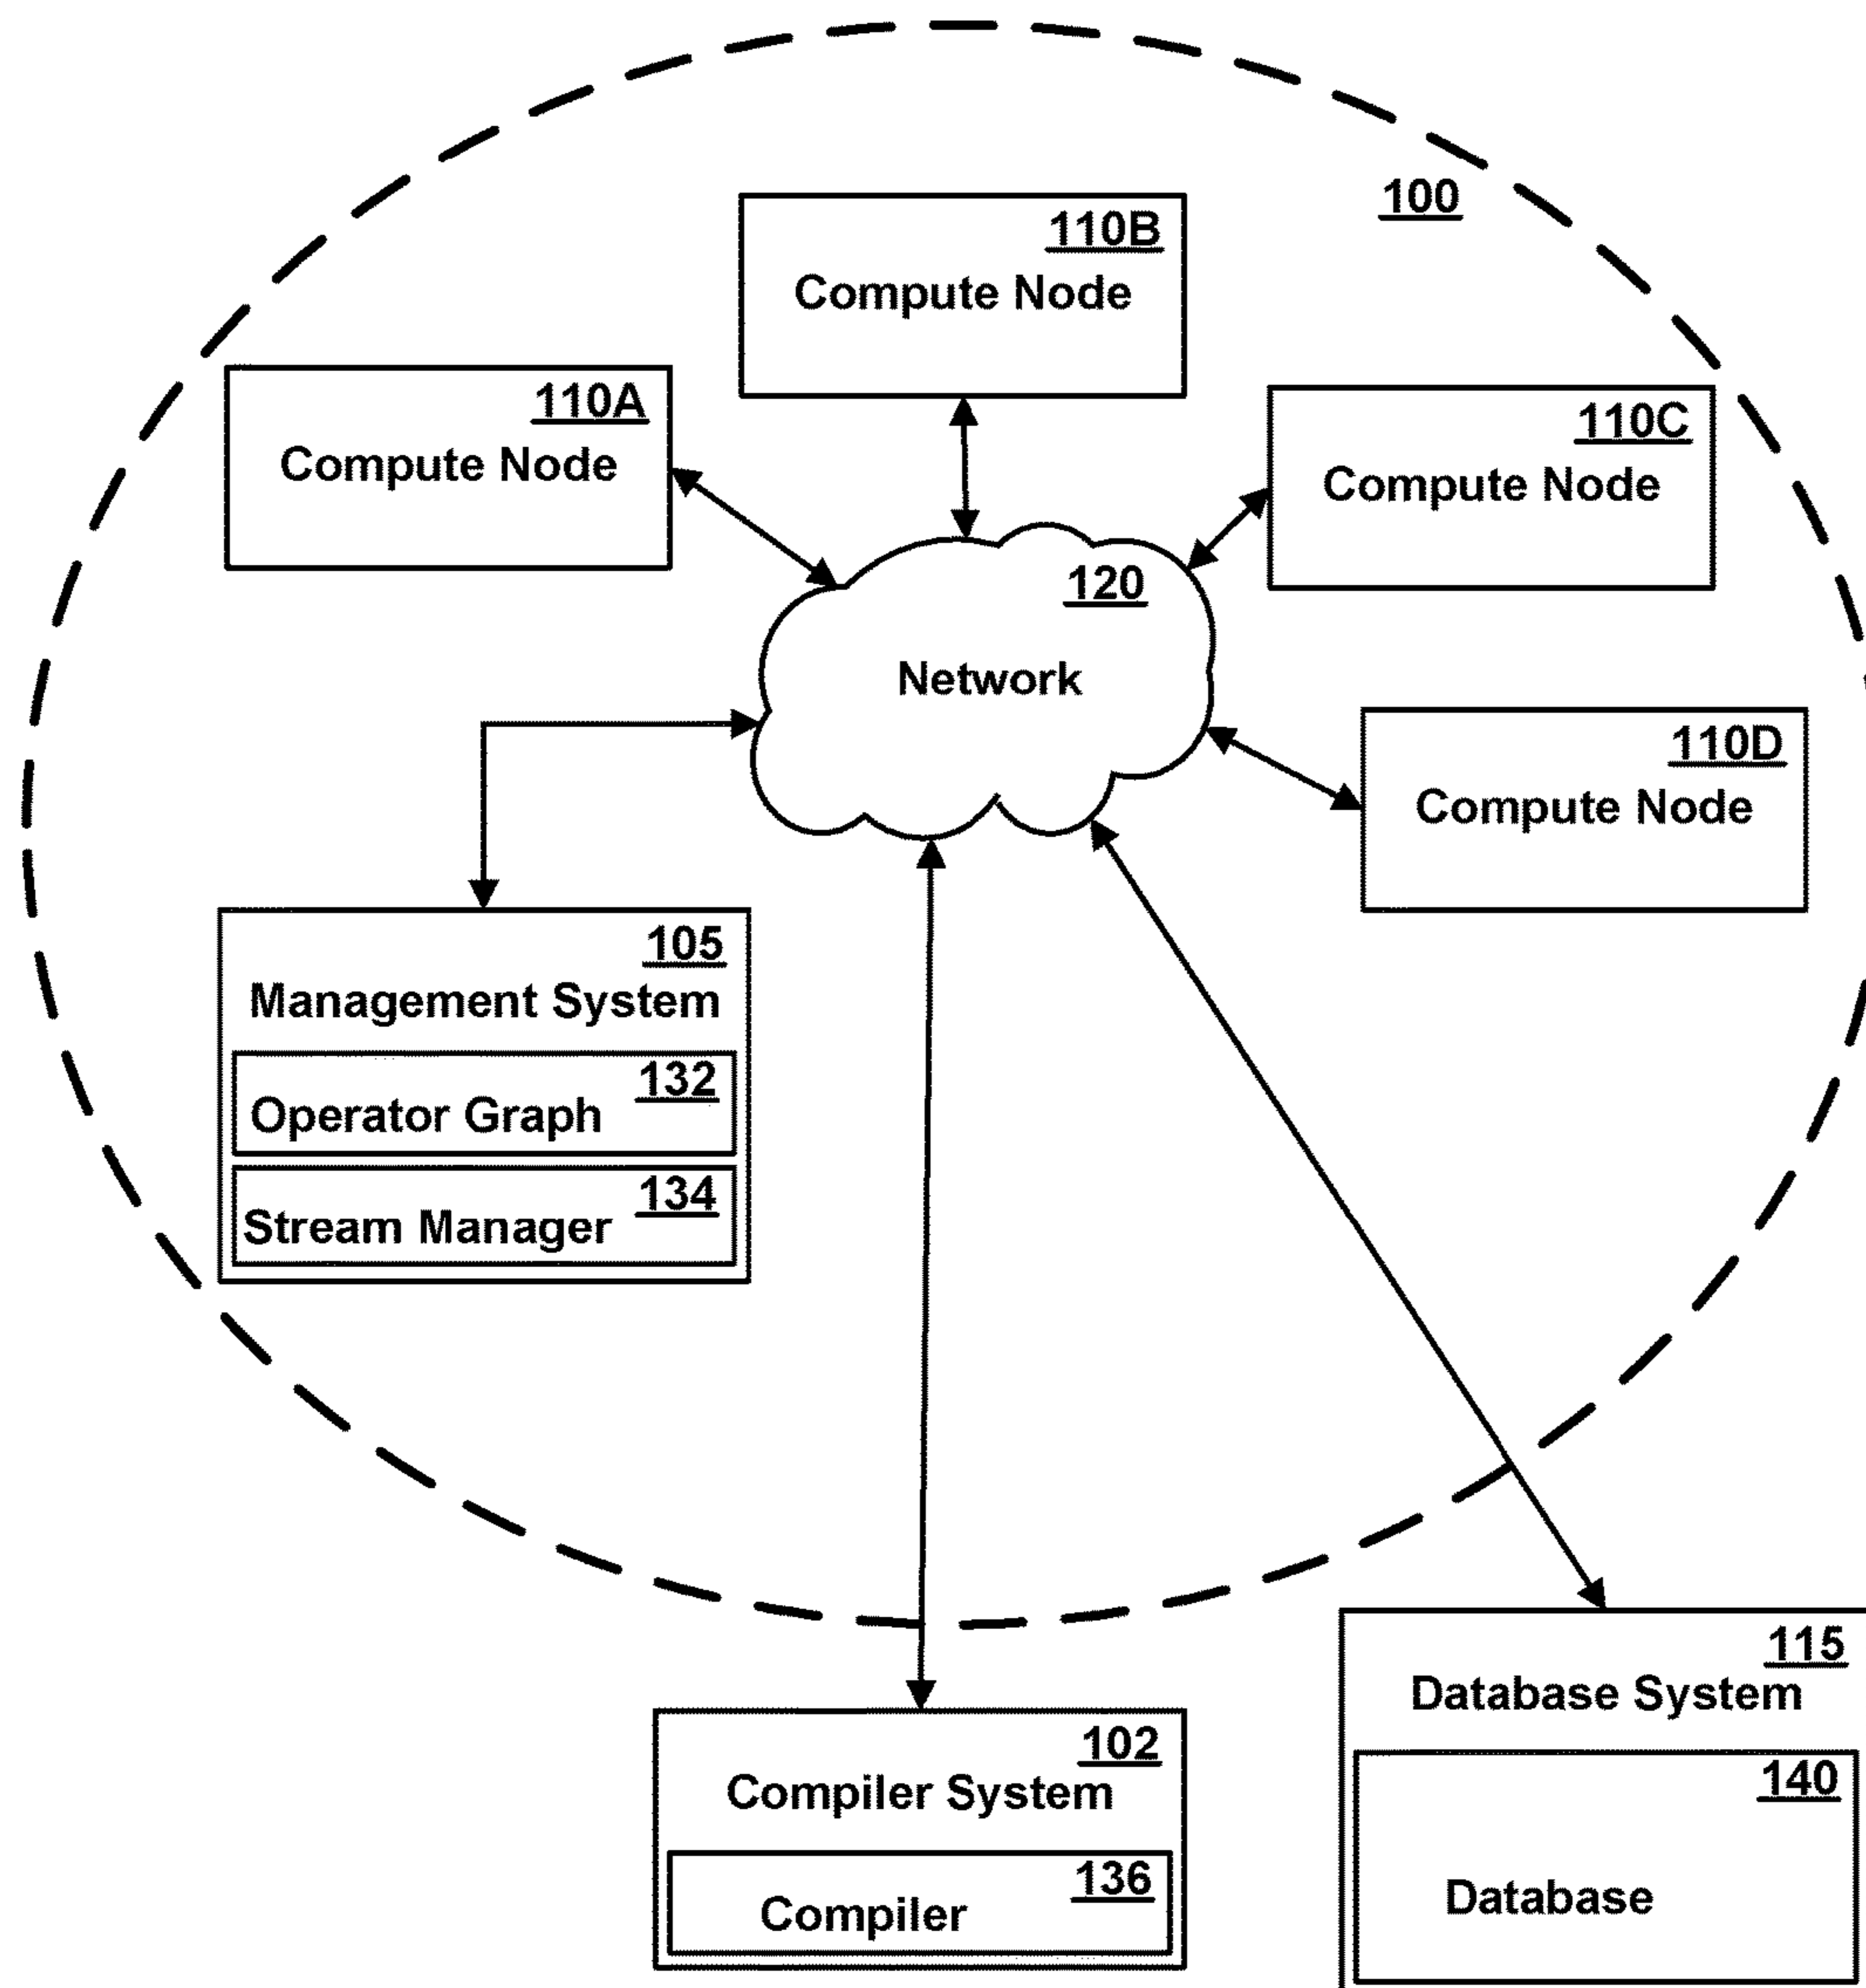 100
110B
Compute Node
110A
Compute Node
110C
Compute Node
120
Network
110D
Compute Node
105
Management System
132
Operator Graph
134
Stream Manager
115
Database System
140
Database
102
Compiler System
136
Compiler